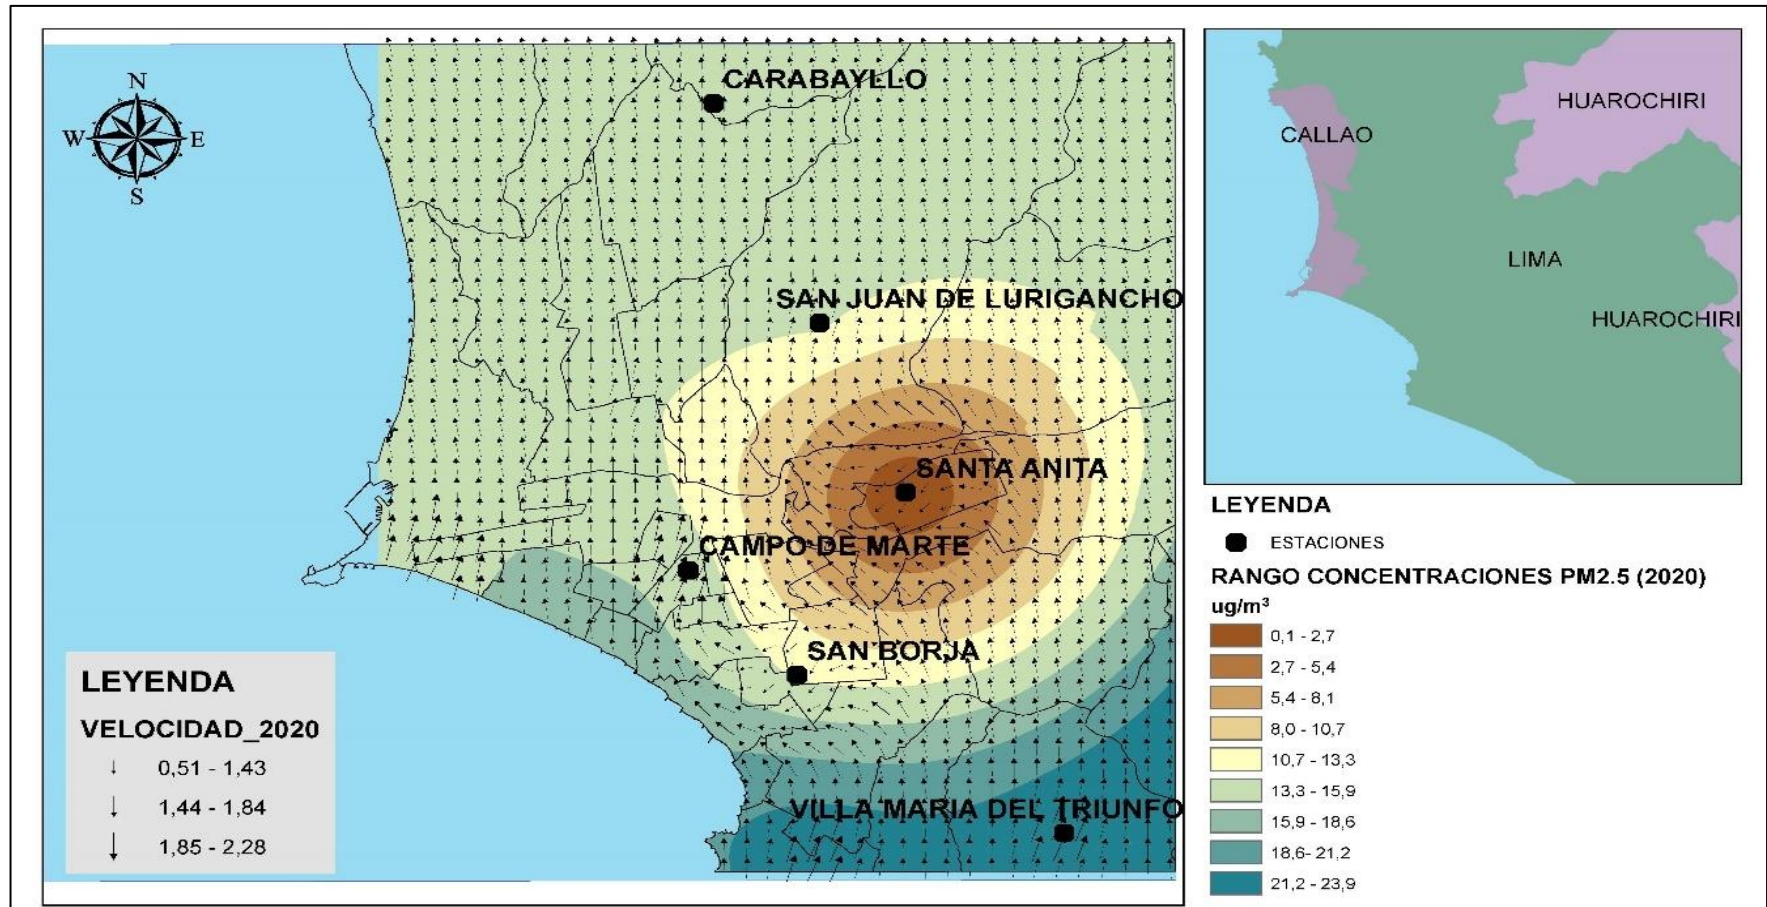 N
W E
S
CARABAYLLO
SAN JUAN DE LURIGANCHO
SANTA ANITA
CAMPO DE MARTE
SAN BORJA
VILLA MARIA DEL TRIUNFO
LEYENDA
VELOCIDAD_2020
0,51 - 1,43
1,44 - 1,84
1,85 - 2,28
HUAROCHIRI
CALLAO
LIMA
HUAROCHIRI
LEYENDA
ESTACIONES
RANGO CONCENTRACIONES PM2.5 (2020)
ug/m³
0,1 - 2,7
2,7 - 5,4
5,4 - 8,1
8,0 - 10,7
10,7 - 13,3
13,3 - 15,9
15,9 - 18,6
18,6- 21,2
21,2 - 23,9